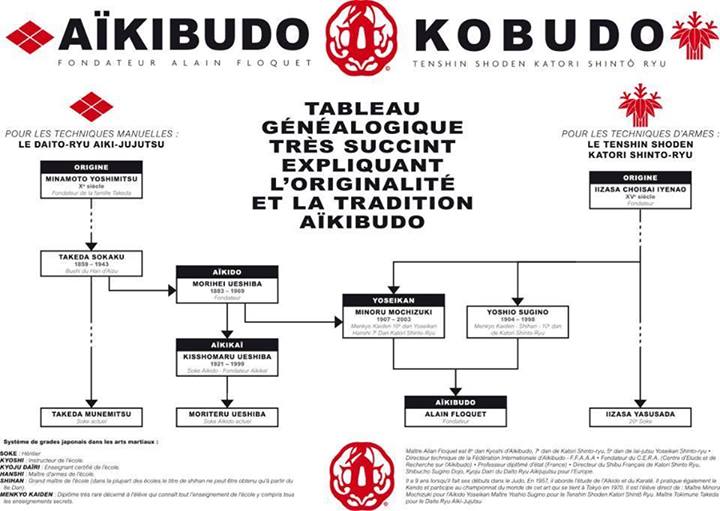 AÏKIBUDO
FONDATEUR ALAIN FLOQUET
KOBUDO
TENSHIN SHODEN KATORI SHINTŌ RYU
POUR LES TECHNIQUES MANUELLES :
LE DAITO-RYU AIKI-JUJUTSU
TABLEAU
GÉNÉALOGIQUE
TRÈS SUCCINT
EXPLIQUANT
L'ORIGINALITÉ
ET LA TRADITION
AÏKIBUDO
POUR LES TECHNIQUES D'ARMES :
LE TENSHIN SHODEN
KATORI SHINTO-RYU
ORIGINE
MINAMOTO YOSHIMITSU
Xe siècle
Fondateur de la famille Takeda
ORIGINE
IIZASA CHOISAI IYENAO
XVe siècle
Fondateur
TAKEDA SOKAKU
1859 – 1943
Bushi du Han d'Aizu
AÏKIDO
MORIHEI UESHIBA
1883 – 1969
Fondateur
YOSEIKAN
MINORU MOCHIZUKI
1907 – 2003
Menkyo Kaiden 10e dan Yoseikan
Hanshi 7e Dan Katori Shinto-Ryu
YOSHIO SUGINO
1904 – 1998
Menkyo Kaiden - Shihan - 10e dan
de Katori Shinto Ryu
AÏKIKAÏ
KISSHOMARU UESHIBA
1921 – 1999
Soke Aïkido - Fondateur Aïkikaï
TAKEDA MUNEMITSU
Soke actuel
MORITERU UESHIBA
Soke Aïkido actuel
AÏKIBUDO
ALAIN FLOQUET
Fondateur
IIZASA YASUSADA
20e Soke
Système de grades japonais dans les arts martiaux :
SOKE : Héritier
KYOSHI : Instructeur de l'école.
KYOJU DAÏRI : Enseignant certifié de l'école.
HANSHI : Maître d'armes de l'école.
SHIHAN : Grand maître de l'école (dans la plupart des écoles le titre de shihan ne peut être obtenu qu'à partir du
8e Dan)
MENKYO KAIDEN : Diplôme très rare décerné à l'élève qui connaît tout l'enseignement de l'école y compris tous
les enseignements secrets.
Maître Allan Floquet est 8e dan Kyoshi d'Aïkibudo, 7e dan de Katori Shinto-ryu, 5e dan de Iai-jutsu Yoseikan Shinto-ryu •
Directeur technique de la Fédération Internationale d'Aïkibudo - F.F.A.A.A • Fondateur du C.E.R.A. (Centre d'Etude et de
Recherche sur l'Aïkibudo) • Professeur diplômé d'état (France) • Directeur du Shibu Français de Katori Shinto Ryu,
Shibucho Sugino Dojo, Kyoju Dairi du Daito Ryu Aikijujutsu pour l'Europe.
Il a 9 ans lorsqu'il fait ses débuts dans le Judo. En 1957, il aborde l'étude de l'Aïkido et du Karaté. Il pratique également le
Kendo et participe au championnat du monde de cet art qui se tient à Tokyo en 1970. Il est l'élève direct de : Maître Minoru
Mochizuki pour l'Aïkido Yoseikan Maître Yoshio Sugino pour le Tenshin Shoden Katori Shintô Ryu. Maître Tokimune Takeda
pour le Daito Ryu Aiki-Jujutsu